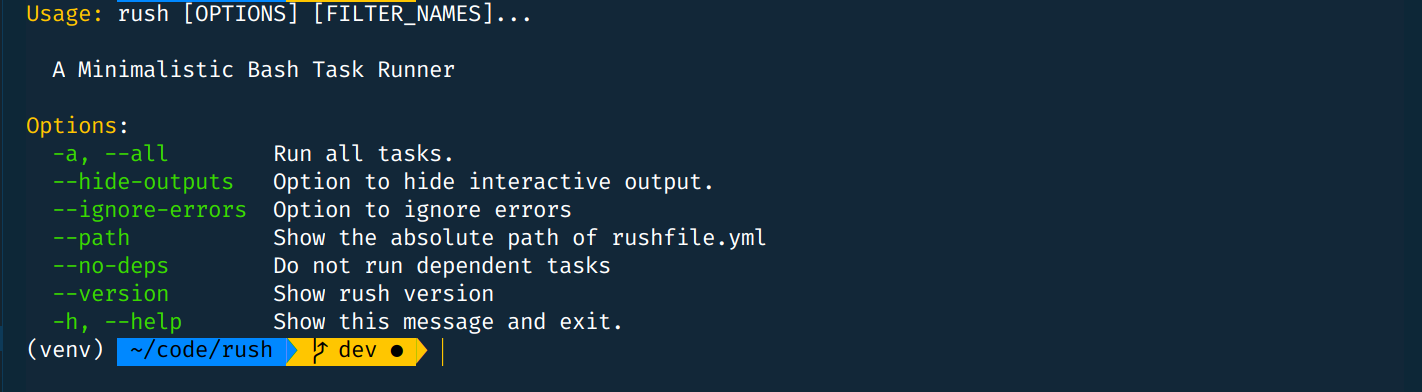 Usage: rush [OPTIONS] [FILTER_NAMES]...
A Minimalistic Bash Task Runner
Options:
-a, --all Run all tasks.
--hide-outputs Option to hide interactive output.
--ignore-errors Option to ignore errors
--path Show the absolute path of rushfile.yml
--no-deps Do not run dependent tasks
--version Show rush version
-h, --help Show this message and exit.
(venv) ~/code/rush dev ●